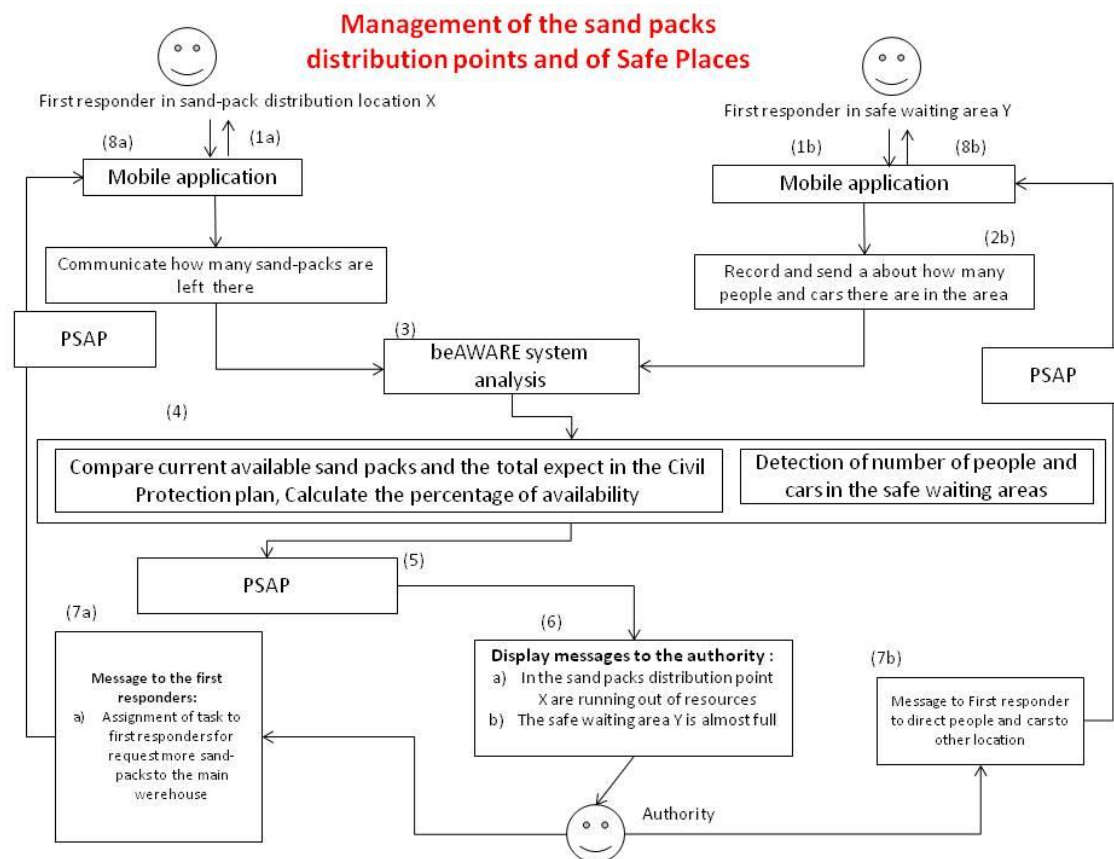 Management of the sand packs
distribution points and of Safe Places
First responder in sand-pack distribution location X
First responder in safe waiting area Y
(8a)
(1a)
(1b)
(8b)
Mobile application
Mobile application
(2b)
Communicate how many sand-packs are
left there
Record and send a about how many
people and cars there are in the area
PSAP
(3)
beAWARE system
analysis
PSAP
(4)
Compare current available sand packs and the total expect in the Civil
Protection plan, Calculate the percentage of availability
Detection of number of people and
cars in the safe waiting areas
PSAP
(5)
(7a)
Message to the first
responders:
a) Assignment of task to
first responders for
request more sand-
packs to the main
werehouse
(6)
Display messages to the authority :
a) In the sand packs distribution point
X are running out of resources
b) The safe waiting area Y is almost full
(7b)
Message to First responder
to direct people and cars to
other location
Authority